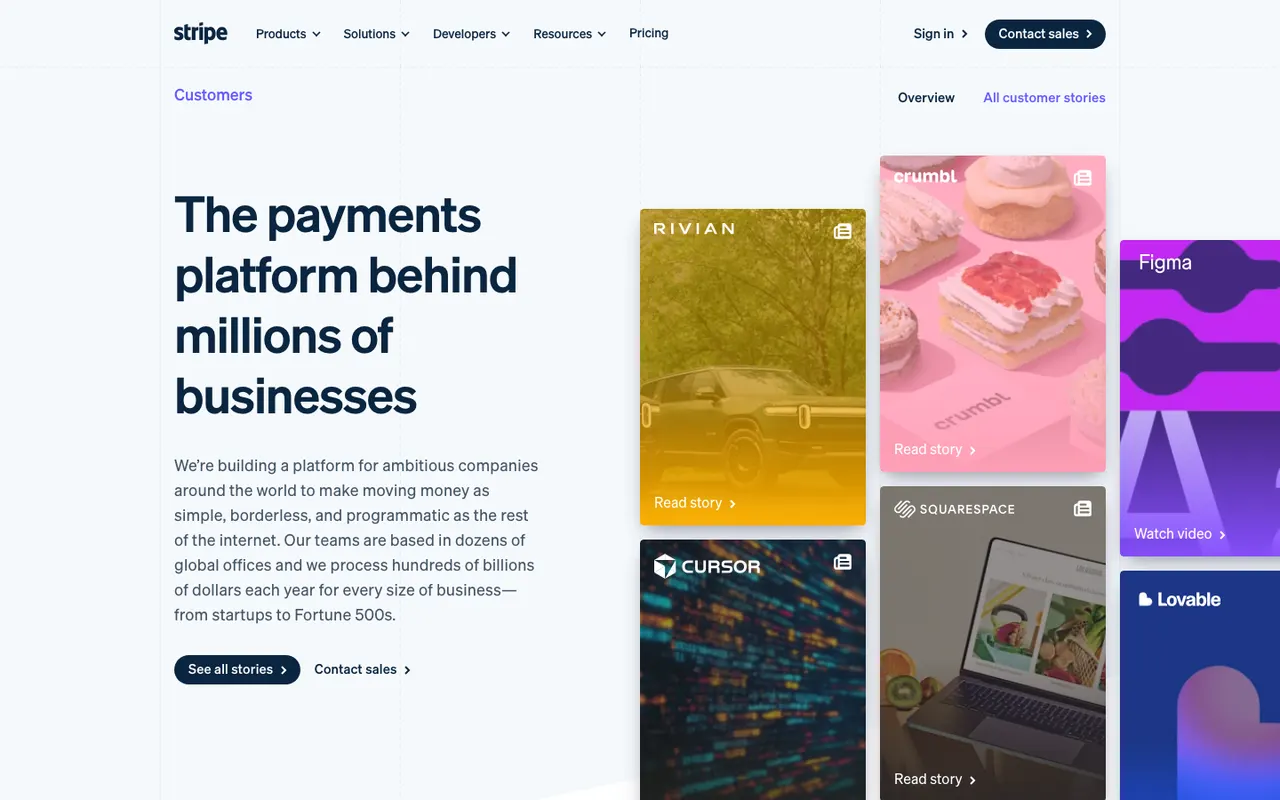 stripe
Products
Solutions
Developers
Resources
Pricing
Sign in
Contact sales
Customers
Overview
All customer stories
The payments
platform behind
millions of
businesses
We're building a platform for ambitious companies
around the world to make moving money as
simple, borderless, and programmatic as the rest
of the internet. Our teams are based in dozens of
global offices and we process hundreds of billions
of dollars each year for every size of business—
from startups to Fortune 500s.
See all stories
Contact sales
RIVIAN
Read story
CURSOR
crumbl
crumbl
Read story
SQUARESPACE
Read story
Figma
A
Watch video
Lovable